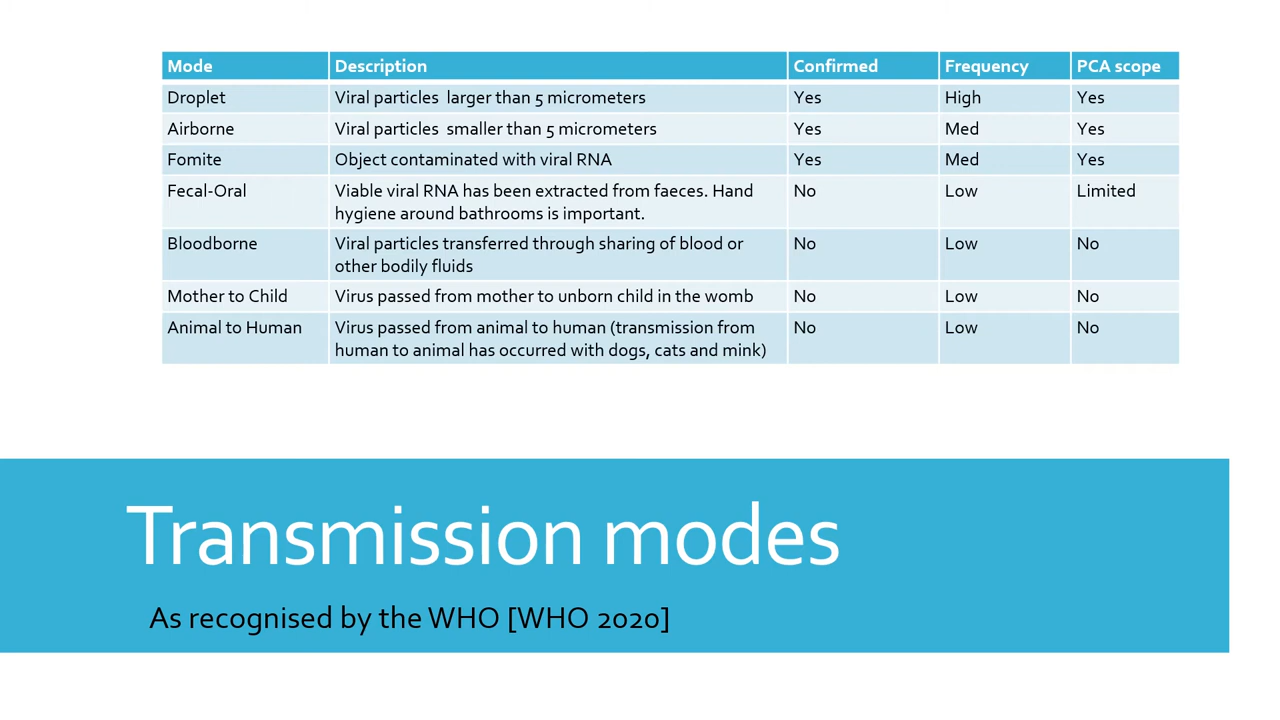 Mode Description Confirmed Frequency PCA scope
Droplet Viral particles larger than 5 micrometers Yes High Yes
Airborne Viral particles smaller than 5 micrometers Yes Med Yes
Fomite Object contaminated with viral RNA Yes Med Yes
Fecal-Oral Viable viral RNA has been extracted from faeces. Hand No Low Limited
hygiene around bathrooms is important.
Bloodborne Viral particles transferred through sharing of blood or No Low No
other bodily fluids
Mother to Child Virus passed from mother to unborn child in the womb No Low No
Animal to Human Virus passed from animal to human (transmission from No Low No
human to animal has occurred with dogs, cats and mink)
Transmission modes
As recognised by the WHO [WHO 2020]